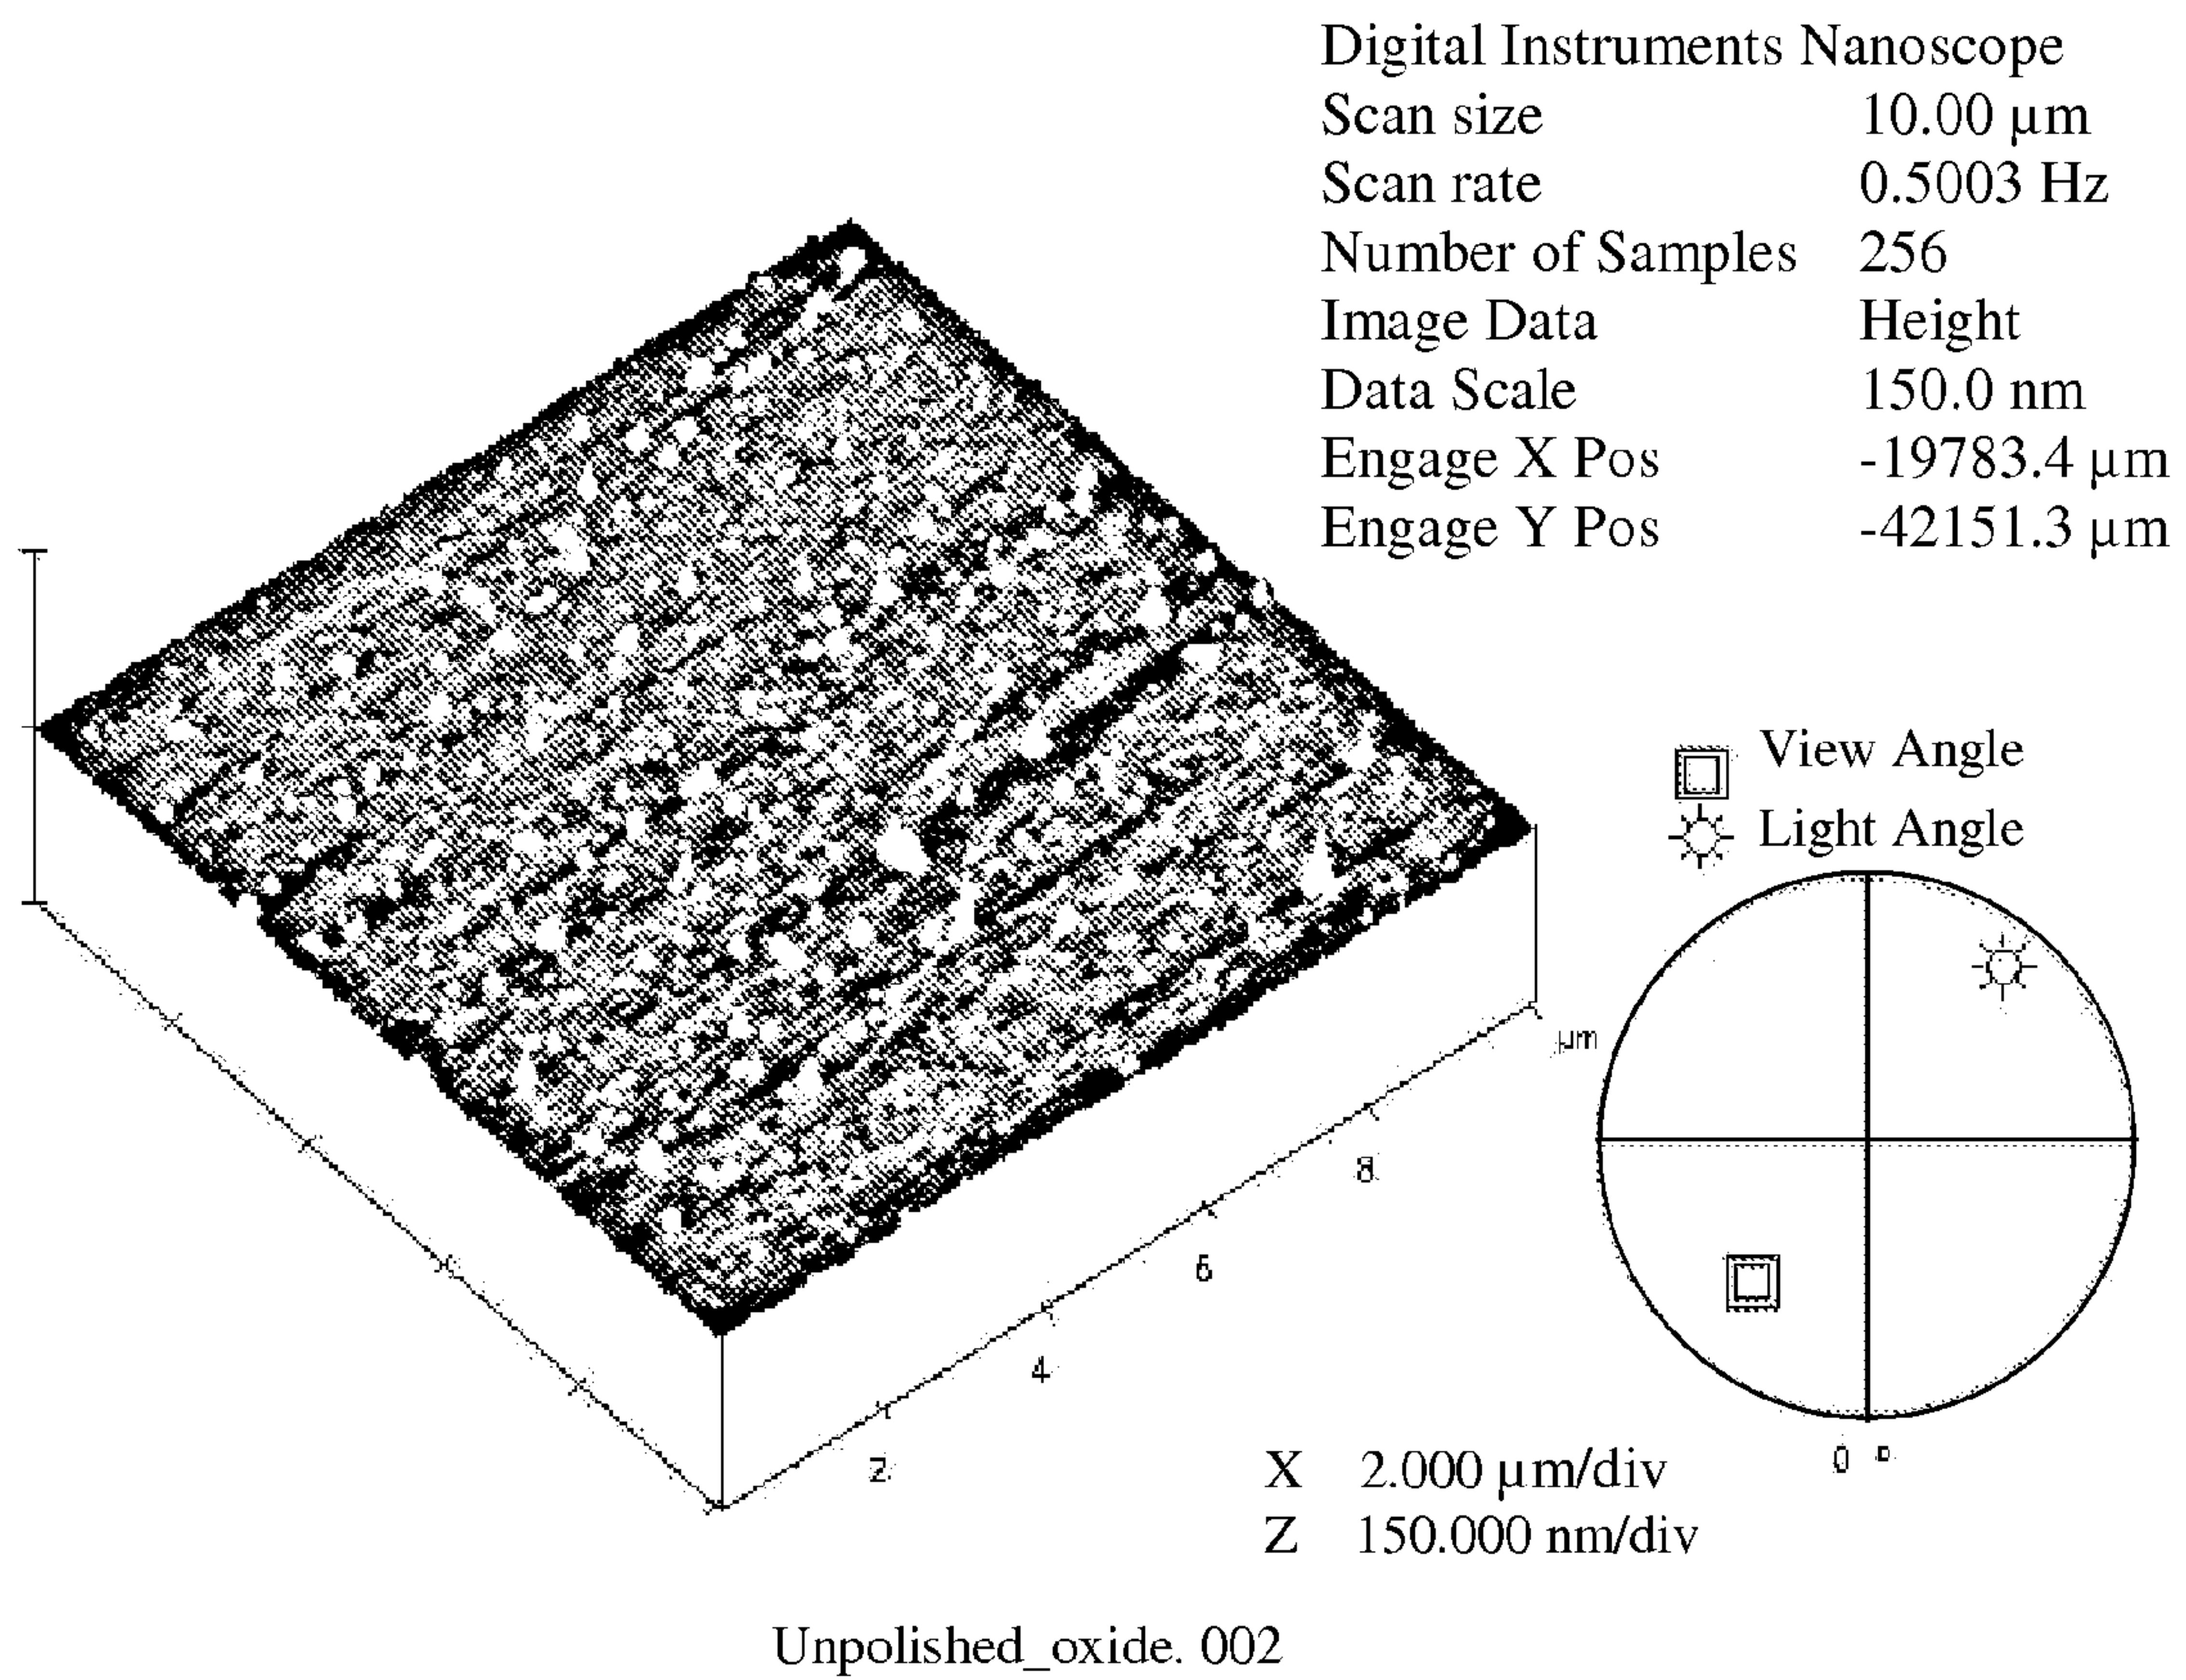 Digital Instruments Nanoscope
Scan size 10.00 µm
Scan rate 0.5003 Hz
Number of Samples 256
Image Data Height
Data Scale 150.0 nm
Engage X Pos -19783.4 µm
Engage Y Pos -42151.3 µm
View Angle
Light Angle
µm
8
6
4
2
0 °
X 2.000 µm/div
Z 150.000 nm/div
Unpolished_oxide. 002